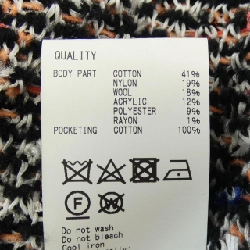 QUALITY
BODY PART COTTON 41%
NYLON 19%
WOOL 18%
ACRYLIC 12%
POLYESTER 9%
RAYON 1%
POCKETING COTTON 100%
F W
Do not wash
Do not bleach
Cool iron